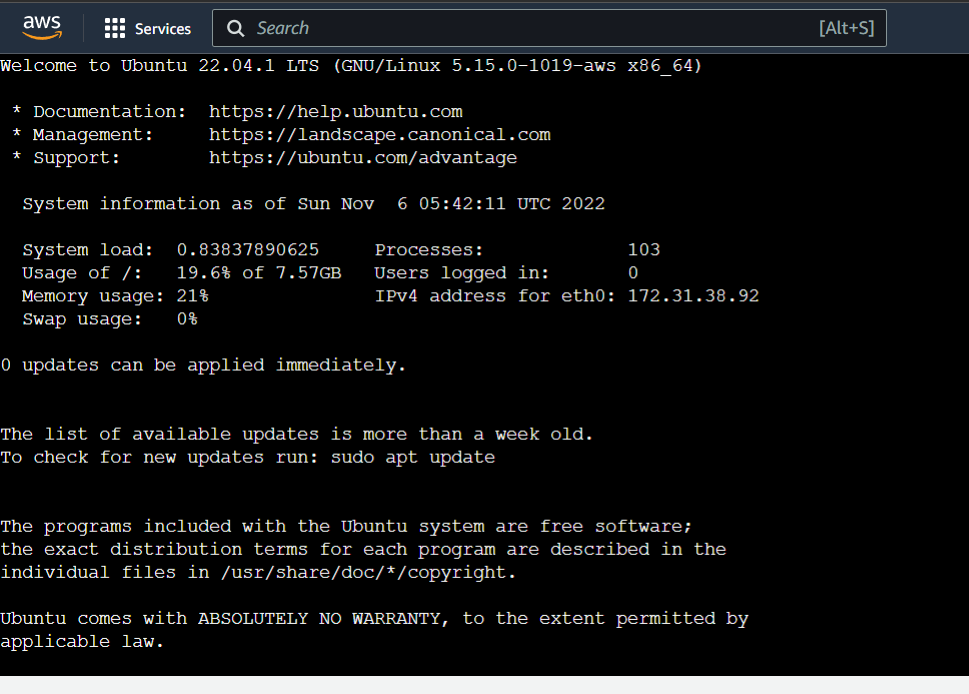 aws Services Search [Alt+S]
Welcome to Ubuntu 22.04.1 LTS (GNU/Linux 5.15.0-1019-aws x86_64)
* Documentation:  https://help.ubuntu.com
* Management:     https://landscape.canonical.com
* Support:        https://ubuntu.com/advantage
System information as of Sun Nov  6 05:42:11 UTC 2022
System load:  0.83837890625     Processes:             103
Usage of /:   19.6% of 7.57GB   Users logged in:       0
Memory usage: 21%               IPv4 address for eth0: 172.31.38.92
Swap usage:   0%
0 updates can be applied immediately.
The list of available updates is more than a week old.
To check for new updates run: sudo apt update
The programs included with the Ubuntu system are free software;
the exact distribution terms for each program are described in the
individual files in /usr/share/doc/*/copyright.
Ubuntu comes with ABSOLUTELY NO WARRANTY, to the extent permitted by
applicable law.